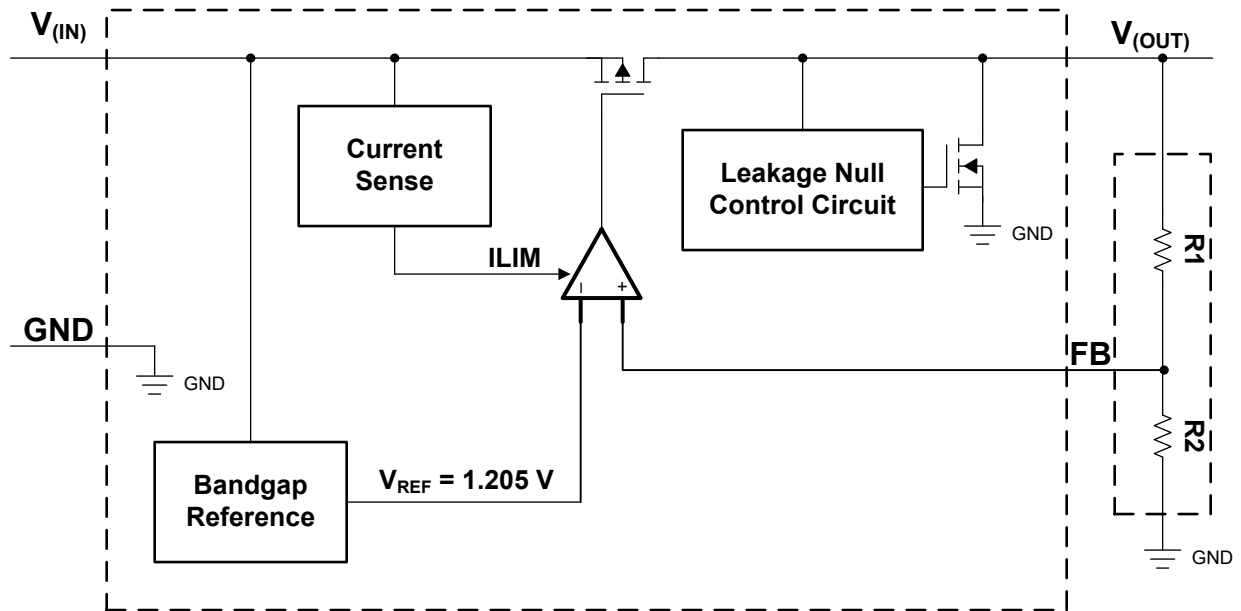 V(IN)
V(OUT)
Current
Sense
Leakage Null
Control Circuit
GND
R1
ILIM
– +
GND
GND
FB
R2
Bandgap
Reference
VREF = 1.205 V
GND